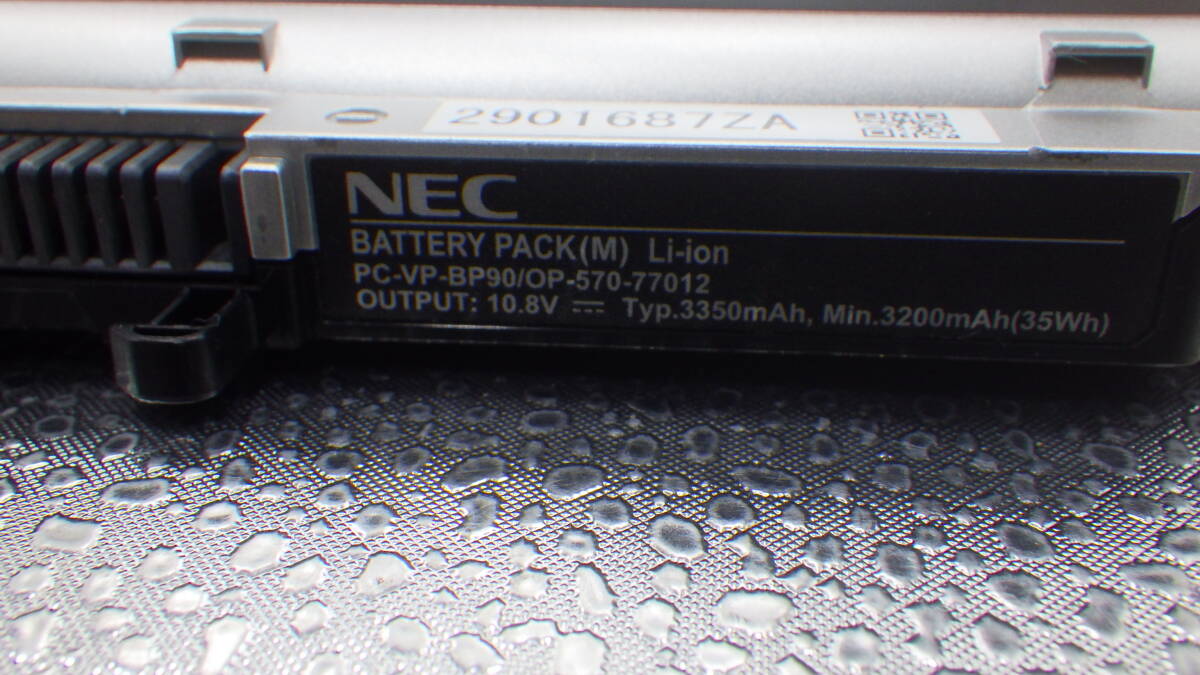 2901687ZA
NEC
BATTERY PACK(M) Li-ion
PC-VP-BP90/OP-570-77012
OUTPUT: 10.8V ⎓ Typ.3350mAh, Min.3200mAh(35Wh)